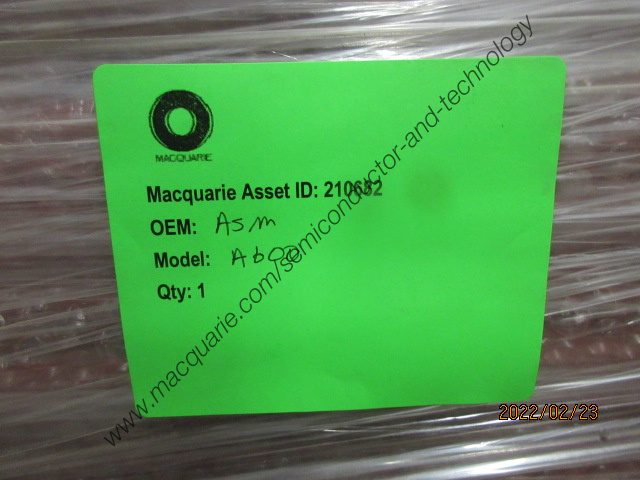 MACQUARIE
Macquarie Asset ID: 210682
OEM: ASM
Model: A600
Qty: 1
www.macquarie.com/semiconductor-and-technology
2022/02/23